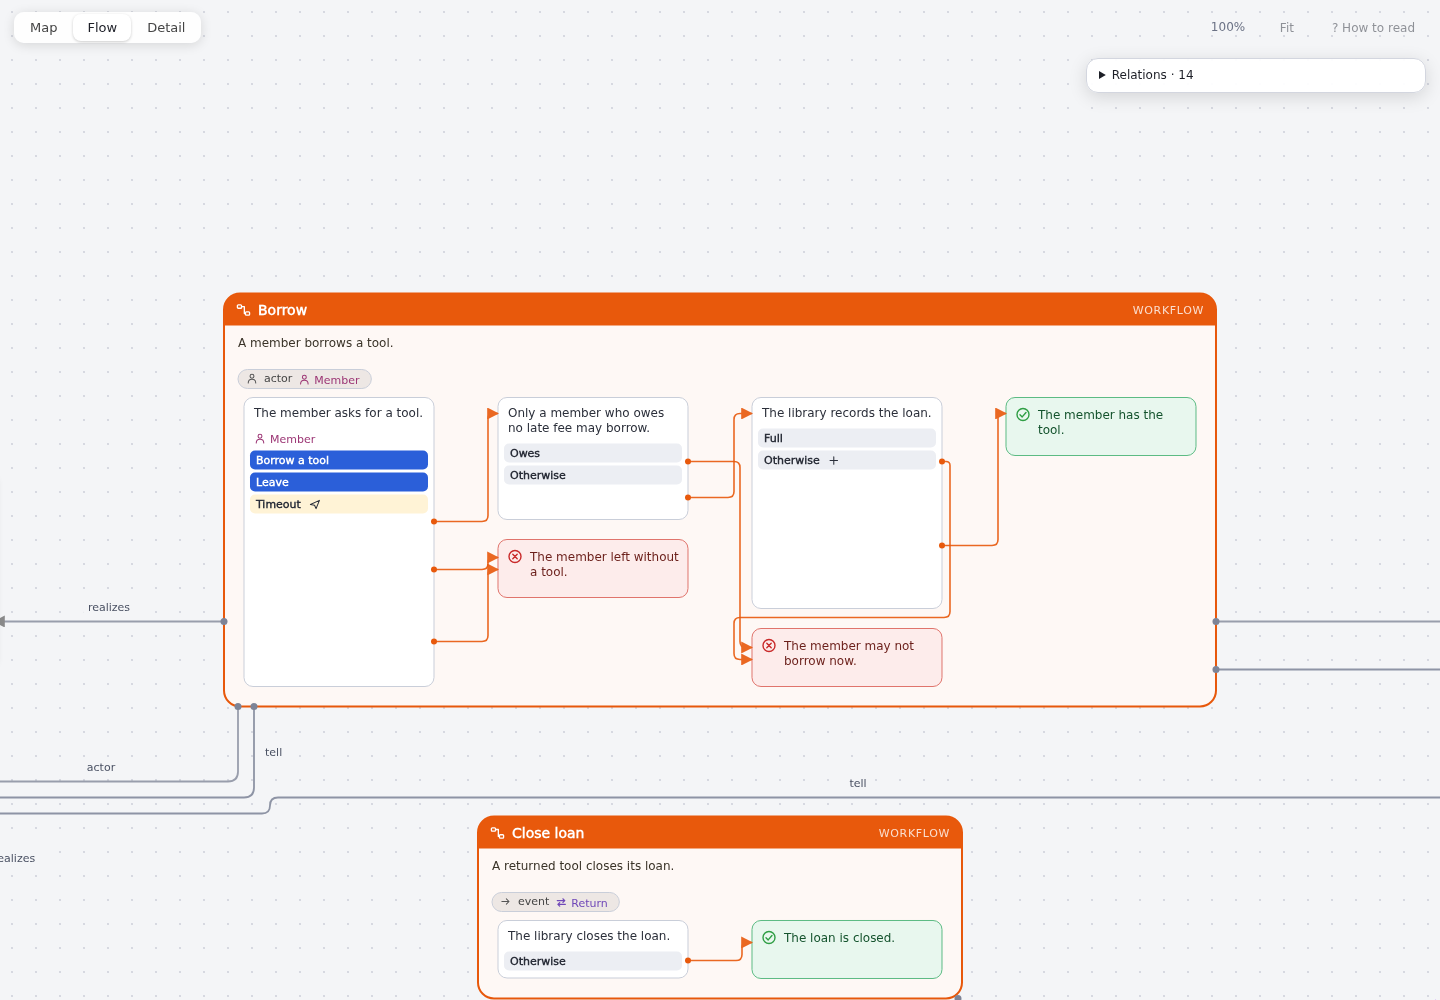 Map Flow Detail
100% Fit ? How to read
Relations · 14
Borrow WORKFLOW
A member borrows a tool.
actor Member
The member asks for a tool.
Member
Borrow a tool
Leave
Timeout
Only a member who owes
no late fee may borrow.
Owes
Otherwise
The member left without
a tool.
The library records the loan.
Full
Otherwise +
The member may not
borrow now.
The member has the
tool.
realizes
tell
actor
tell
ealizes
Close loan WORKFLOW
A returned tool closes its loan.
event Return
The library closes the loan.
Otherwise
The loan is closed.